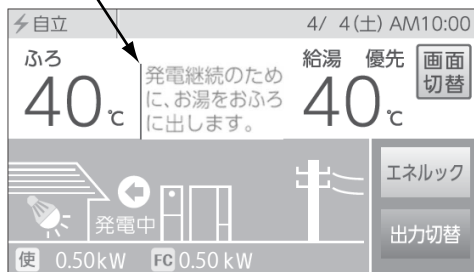 自立 4/ 4(土) AM10:00
ふろ 給湯 優先 画面
切替
40℃ 発電継続のため
に、お湯をおふろ
に出します。 40℃
エネルック
発電中
出力切替
使 0.50kW FC 0.50 kW